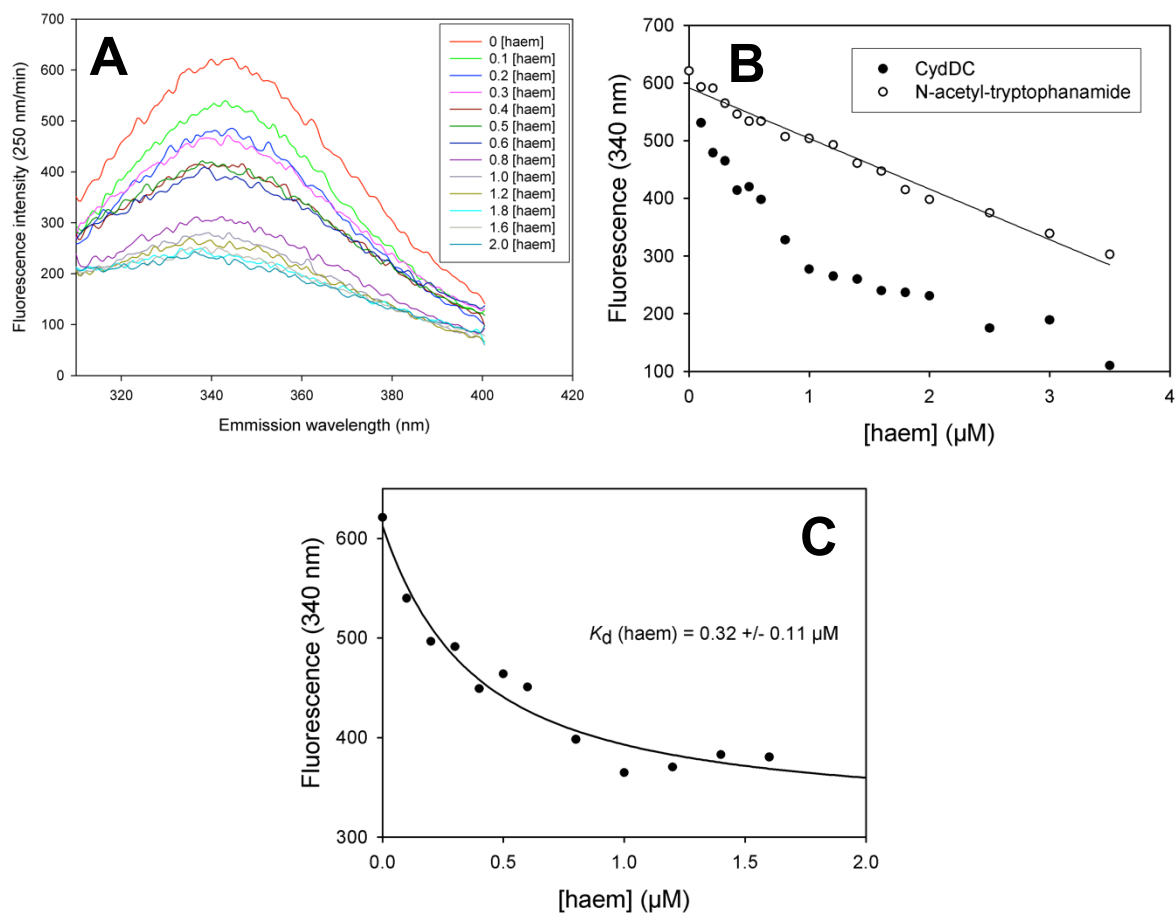 A
Fluorescence intensity (250 nm/min)
700
600
500
400
300
200
100
0
320
340
360
380
400
420
Emmission wavelength (nm)
0 [haem]
0.1 [haem]
0.2 [haem]
0.3 [haem]
0.4 [haem]
0.5 [haem]
0.6 [haem]
0.8 [haem]
1.0 [haem]
1.2 [haem]
1.8 [haem]
1.6 [haem]
2.0 [haem]
B
Fluorescence (340 nm)
700
600
500
400
300
200
100
0
1
2
3
4
[haem] (µM)
CydDC
N-acetyl-tryptophanamide
C
Fluorescence (340 nm)
600
500
400
300
0.0
0.5
1.0
1.5
2.0
[haem] (µM)
Kd (haem) = 0.32 +/- 0.11 µM